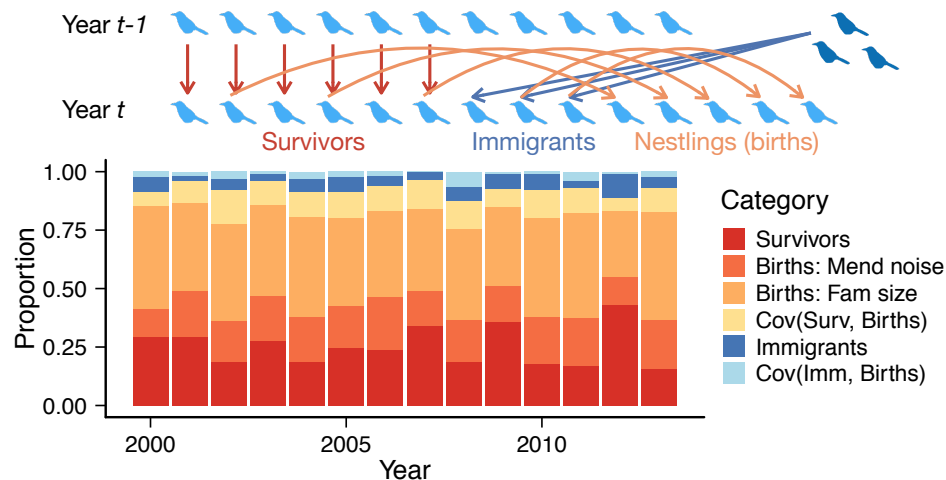 Year t-1
Year t
Survivors Immigrants Nestlings (births)
1.00
0.75
0.50
0.25
0.00
Proportion
2000 2005 2010
Year
Category
Survivors
Births: Mend noise
Births: Fam size
Cov(Surv, Births)
Immigrants
Cov(Imm, Births)